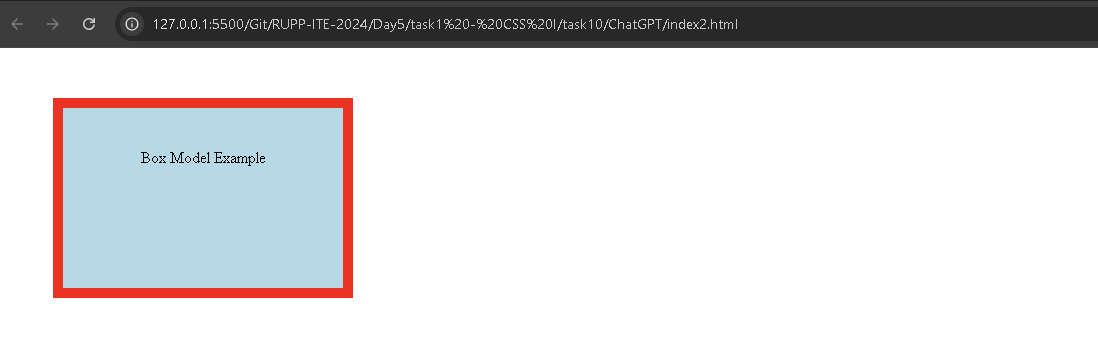 127.0.0.1:5500/Git/RUPP-ITE-2024/Day5/task1%20-%20CSS%20I/task10/ChatGPT/index2.html
Box Model Example